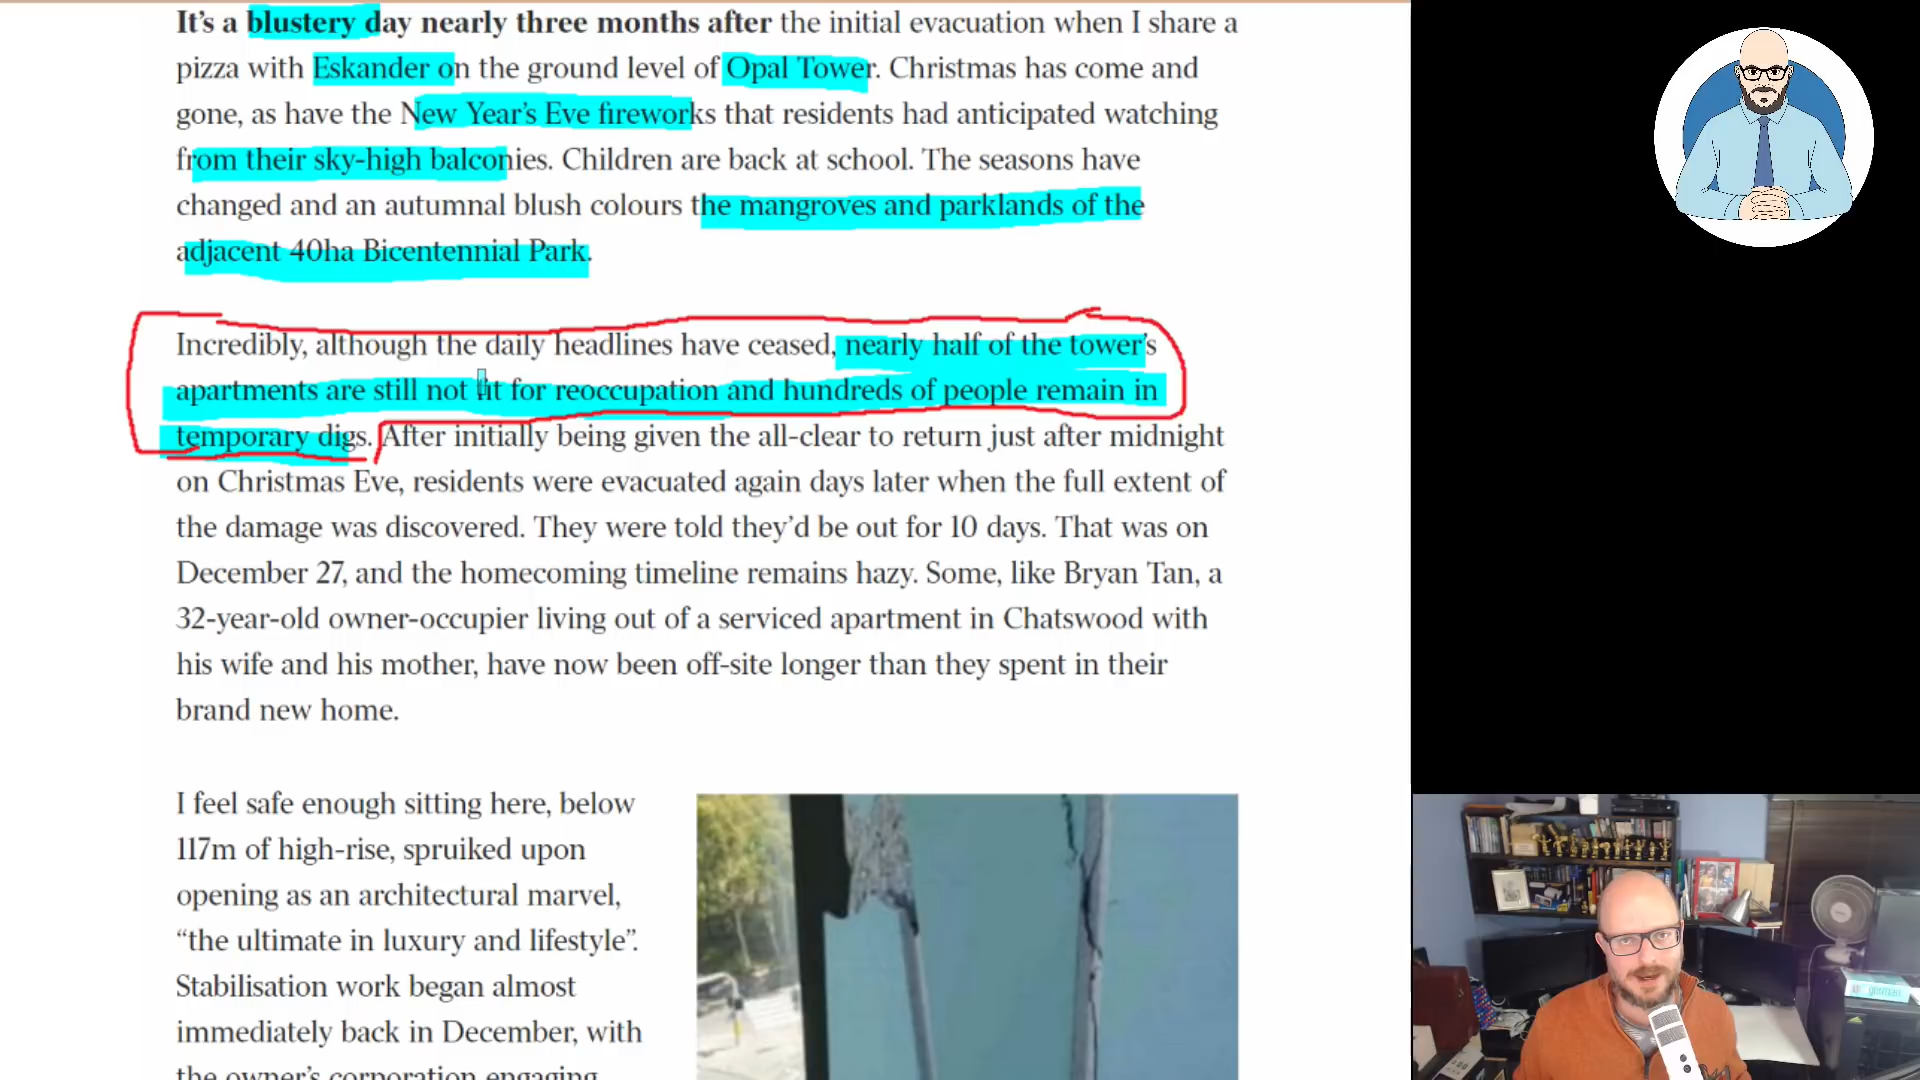 It's a blustery day nearly three months after the initial evacuation when I share a
pizza with Eskander on the ground level of Opal Tower. Christmas has come and
gone, as have the New Year's Eve fireworks that residents had anticipated watching
from their sky-high balconies. Children are back at school. The seasons have
changed and an autumnal blush colours the mangroves and parklands of the
adjacent 40ha Bicentennial Park.
Incredibly, although the daily headlines have ceased, nearly half of the tower's
apartments are still not fit for reoccupation and hundreds of people remain in
temporary digs. After initially being given the all-clear to return just after midnight
on Christmas Eve, residents were evacuated again days later when the full extent of
the damage was discovered. They were told they'd be out for 10 days. That was on
December 27, and the homecoming timeline remains hazy. Some, like Bryan Tan, a
32-year-old owner-occupier living out of a serviced apartment in Chatswood with
his wife and his mother, have now been off-site longer than they spent in their
brand new home.
I feel safe enough sitting here, below
117m of high-rise, spruiked upon
opening as an architectural marvel,
“the ultimate in luxury and lifestyle”.
Stabilisation work began almost
immediately back in December, with
the owner's corporation engaging
german